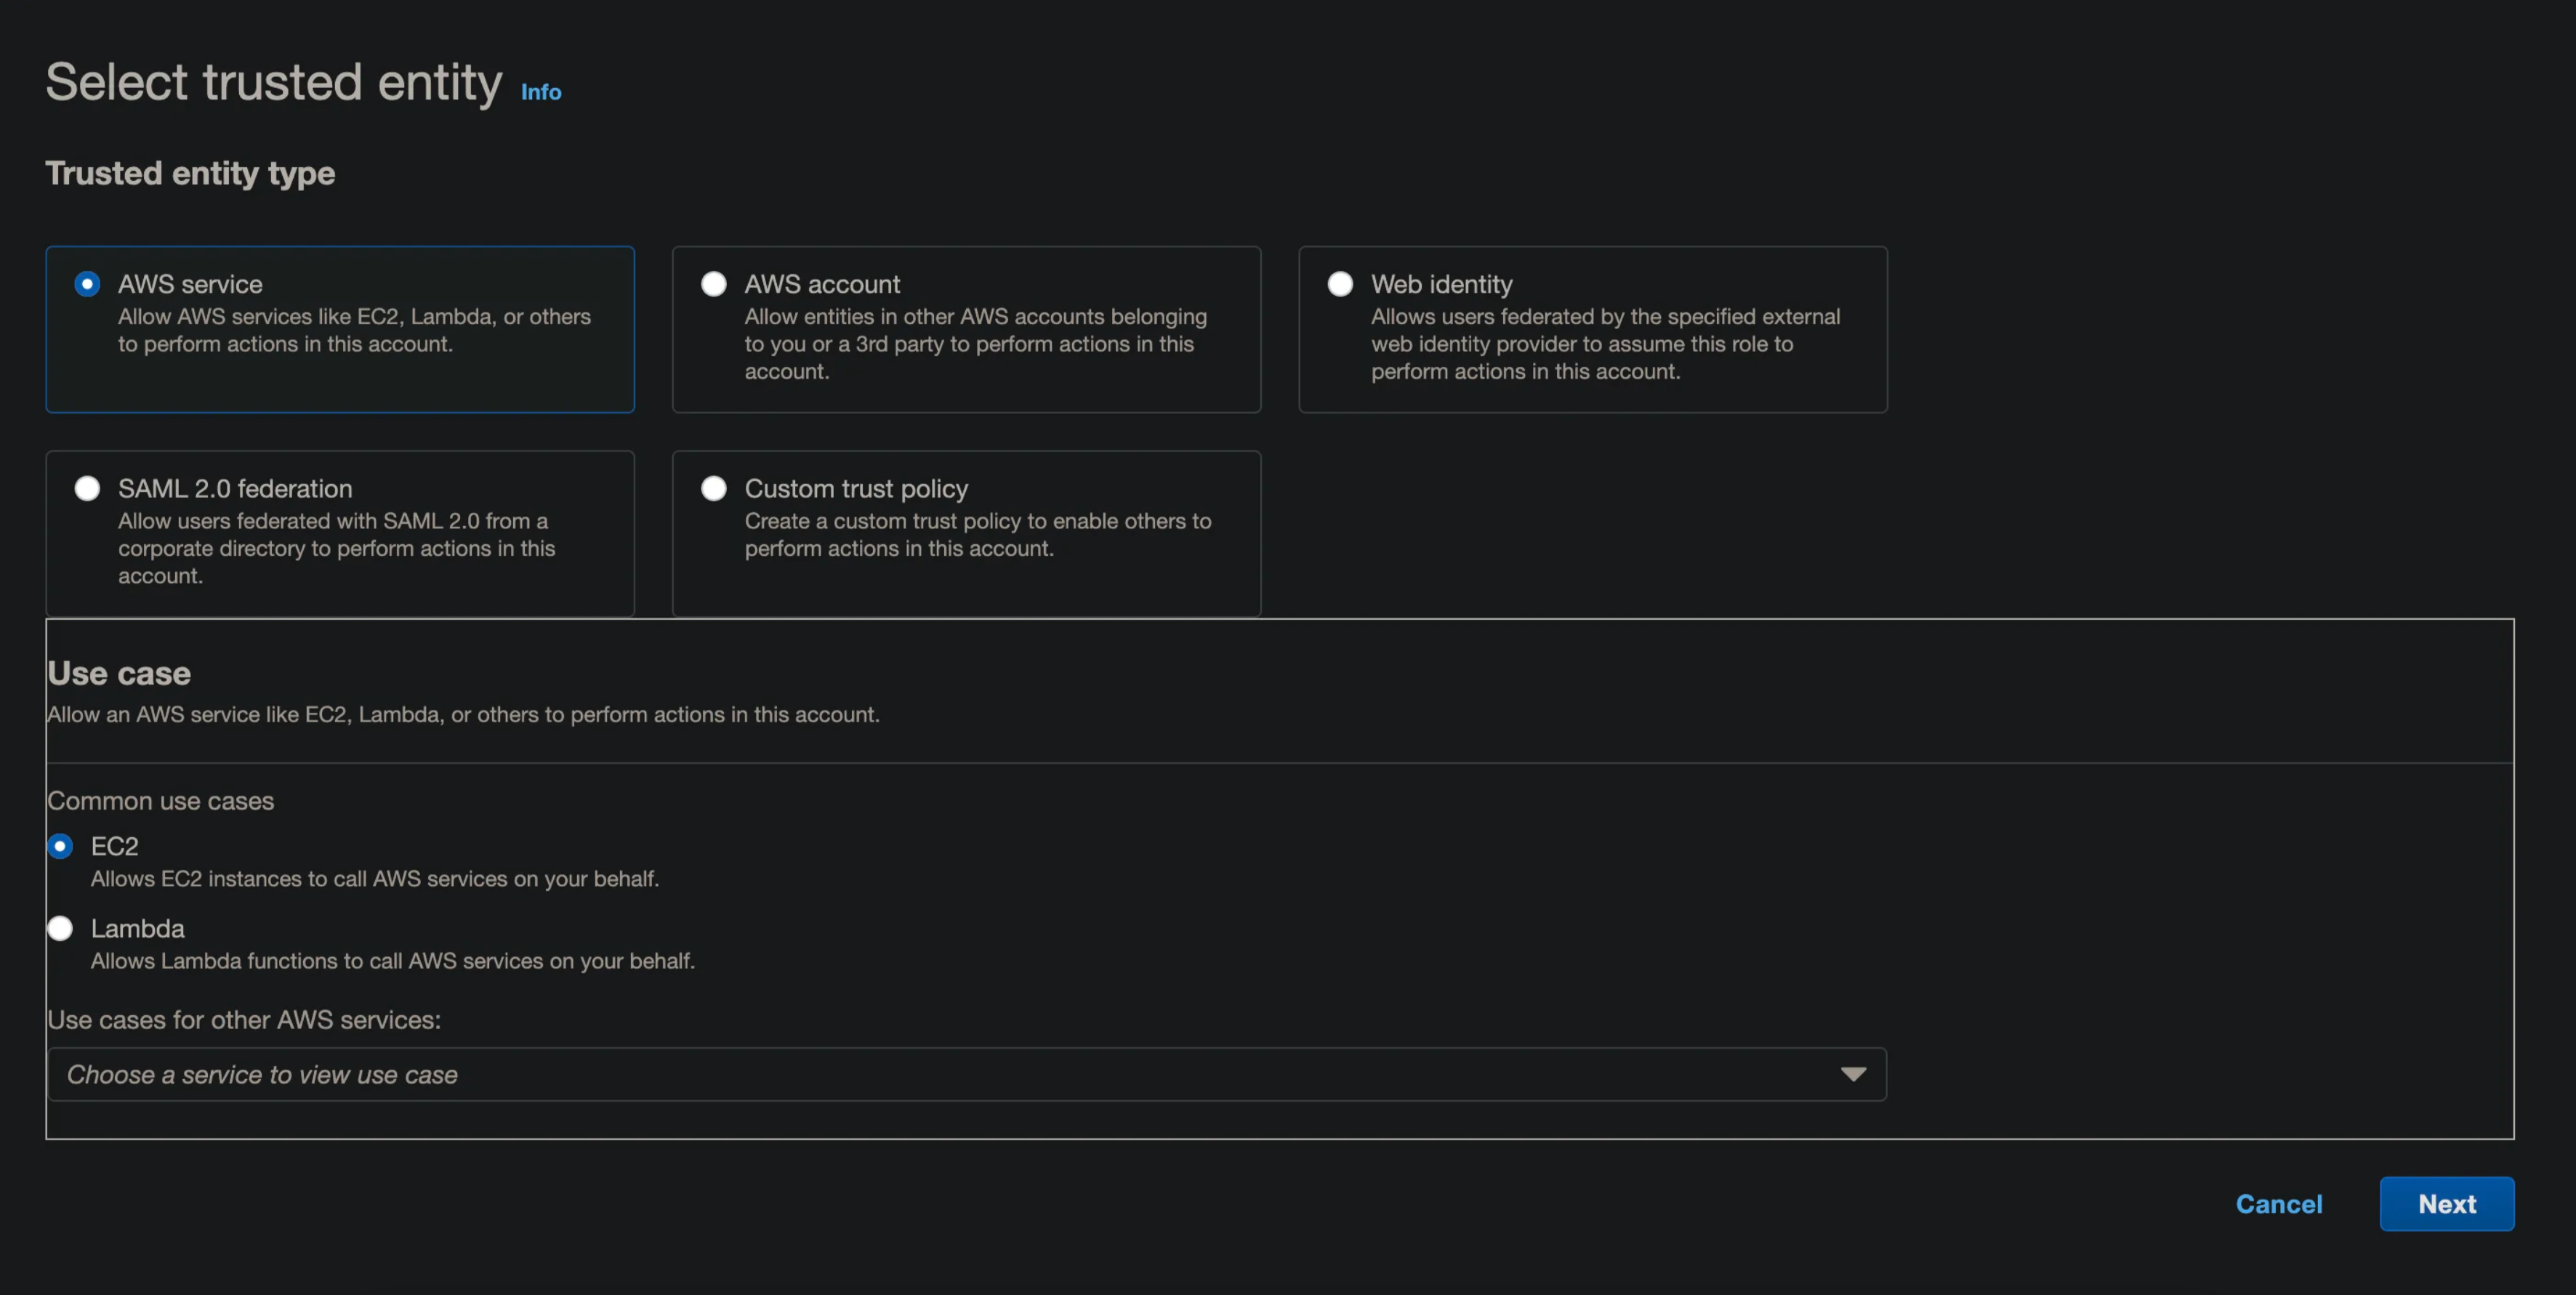 Select trusted entity Info
Trusted entity type
AWS service
Allow AWS services like EC2, Lambda, or others
to perform actions in this account.
AWS account
Allow entities in other AWS accounts belonging
to you or a 3rd party to perform actions in this
account.
Web identity
Allows users federated by the specified external
web identity provider to assume this role to
perform actions in this account.
SAML 2.0 federation
Allow users federated with SAML 2.0 from a
corporate directory to perform actions in this
account.
Custom trust policy
Create a custom trust policy to enable others to
perform actions in this account.
Use case
Allow an AWS service like EC2, Lambda, or others to perform actions in this account.
Common use cases
EC2
Allows EC2 instances to call AWS services on your behalf.
Lambda
Allows Lambda functions to call AWS services on your behalf.
Use cases for other AWS services:
Choose a service to view use case
Cancel
Next